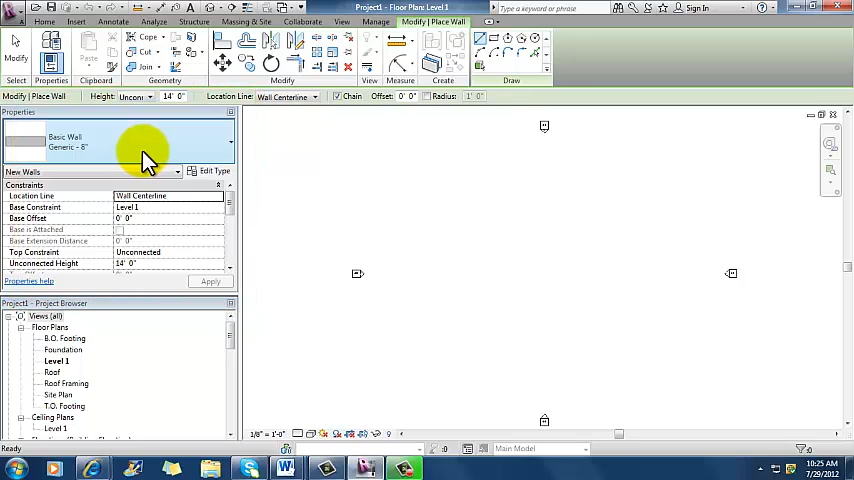 Project1 - Floor Plan: Level 1
Sign In
Home Insert Annotate Analyze Structure Massing & Site Collaborate View Manage Modify | Place Wall
Modify
Paste
Cope
Cut
Join
View
Measure
Create
Select Properties Clipboard Geometry Modify Draw
Modify | Place Wall Height: Unconn 14' 0" Location Line: Wall Centerline Chain Offset: 0' 0" Radius: 1' 0"
Properties
Basic Wall
Generic - 8"
New Walls Edit Type
Constraints
Location Line Wall Centerline
Base Constraint Level 1
Base Offset 0' 0"
Base is Attached
Base Extension Distance 0' 0"
Top Constraint Unconnected
Unconnected Height 14' 0"
Properties help Apply
Project1 - Project Browser
Views (all)
Floor Plans
B.O. Footing
Foundation
Level 1
Roof
Roof Framing
Site Plan
T.O. Footing
Ceiling Plans
Level 1
1/8" = 1'-0"
Ready :0 Main Model :0
10:25 AM
7/29/2012